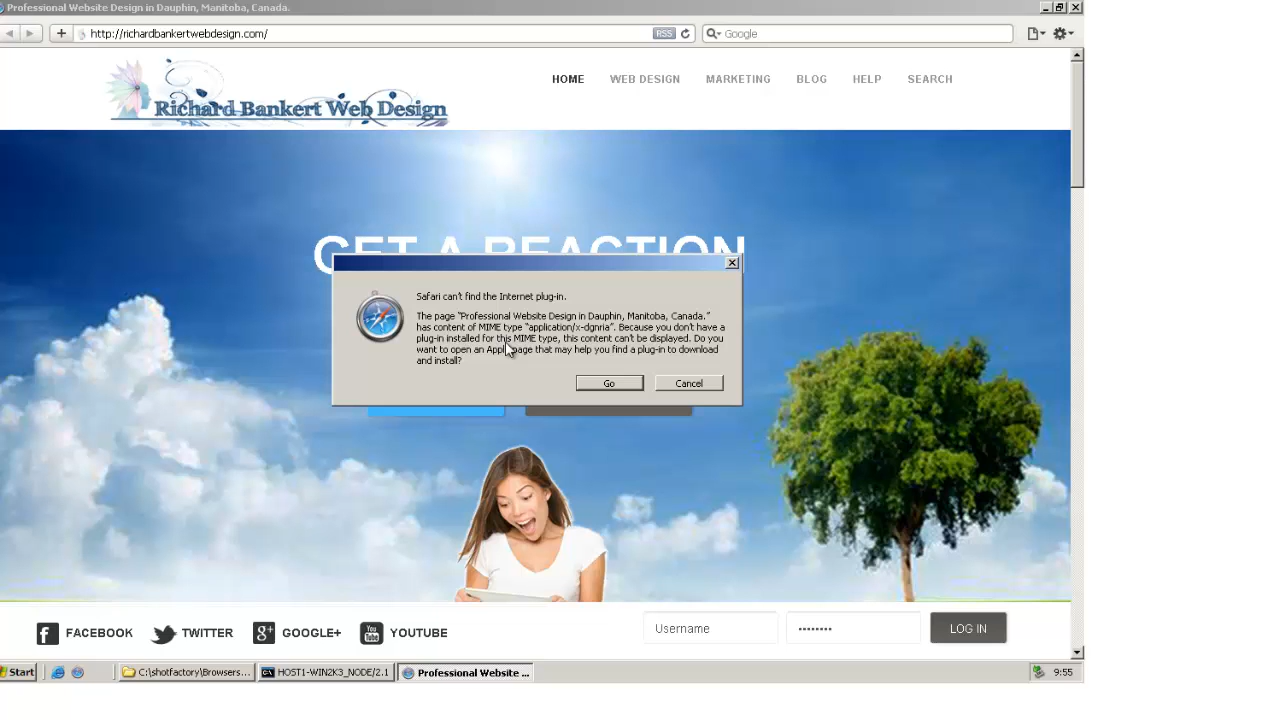 Professional Website Design in Dauphin, Manitoba, Canada.
http://richardbankertwebdesign.com/
RSS
Google
Richard Bankert Web Design
HOME WEB DESIGN MARKETING BLOG HELP SEARCH
GET A REACTION
Safari can't find the Internet plug-in.
The page "Professional Website Design in Dauphin, Manitoba, Canada."
has content of MIME type "application/x-dgnria". Because you don't have a
plug-in installed for this MIME type, this content can't be displayed. Do you
want to open an Apple page that may help you find a plug-in to download
and install?
Go Cancel
FACEBOOK TWITTER GOOGLE+ YOUTUBE
Username
••••••••
LOG IN
Start
C:\shotfactory\Browsers...
HOST1-WIN2K3_NODE/2.1
Professional Website ...
9:55